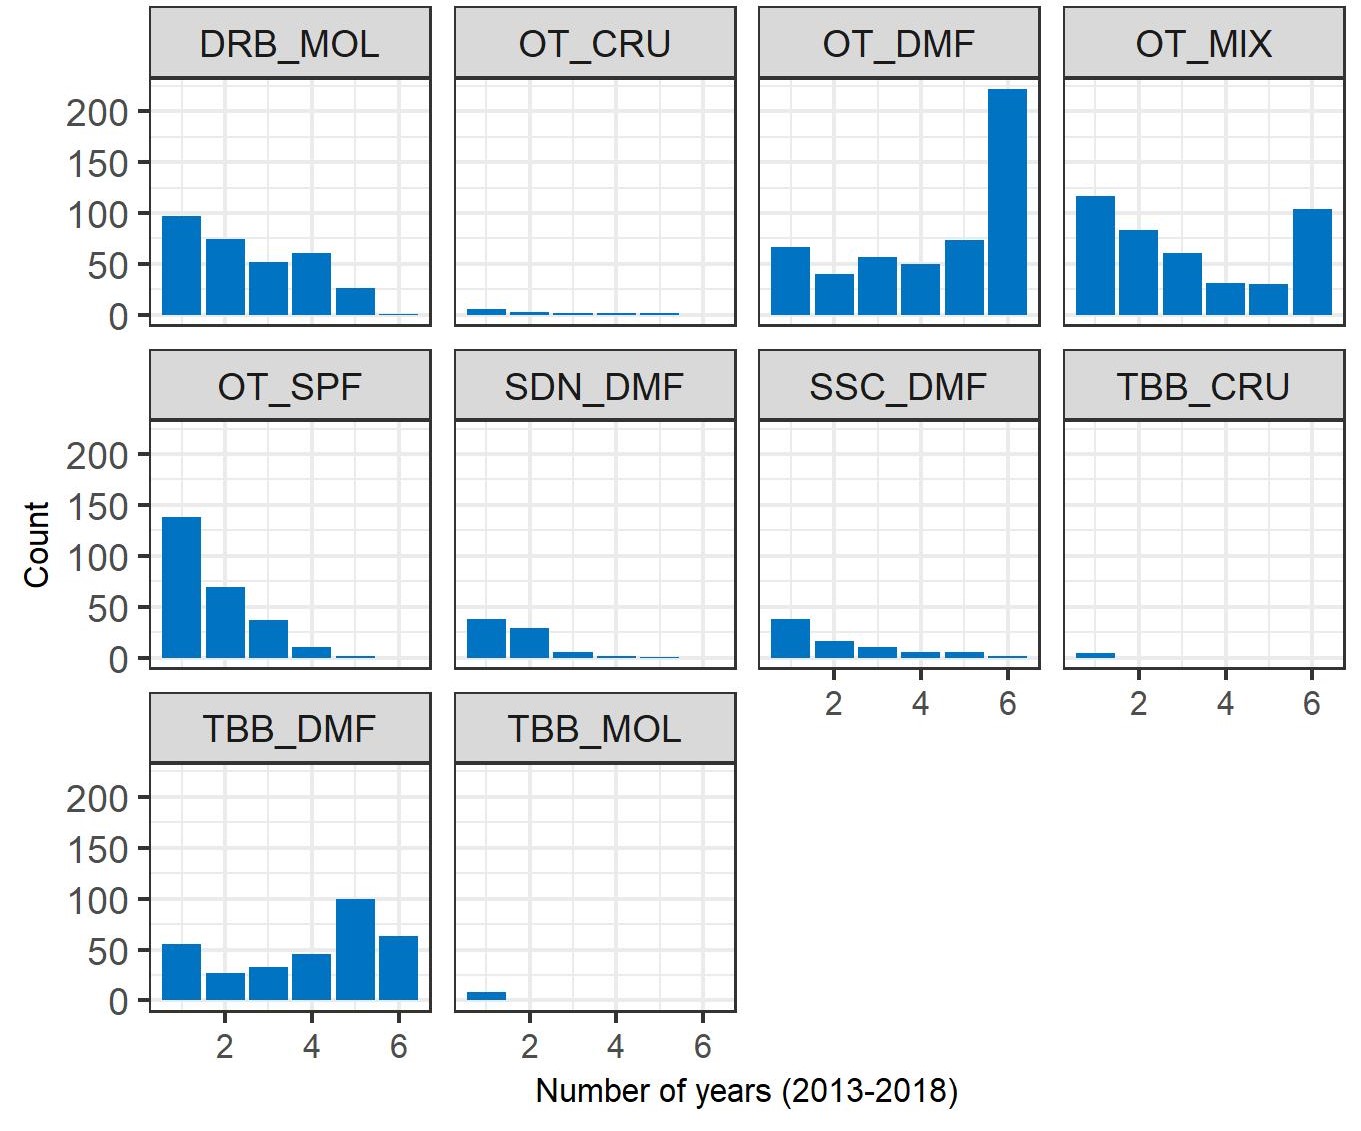 DRB_MOL OT_CRU OT_DMF OT_MIX
200
150
100
50
0
OT_SPF SDN_DMF SSC_DMF TBB_CRU
200
150
100
50
0
2 4 6 2 4 6
TBB_DMF TBB_MOL
200
150
100
50
0
2 4 6 2 4 6
Count
Number of years (2013-2018)